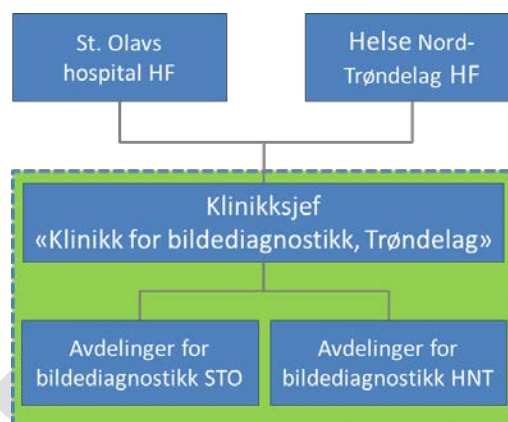 St. Olavs
hospital HF
Helse Nord-
Trøndelag HF
Klinikksjef
«Klinikk for bildediagnostikk, Trøndelag»
Avdelinger for
bildediagnostikk STO
Avdelinger for
bildediagnostikk HNT